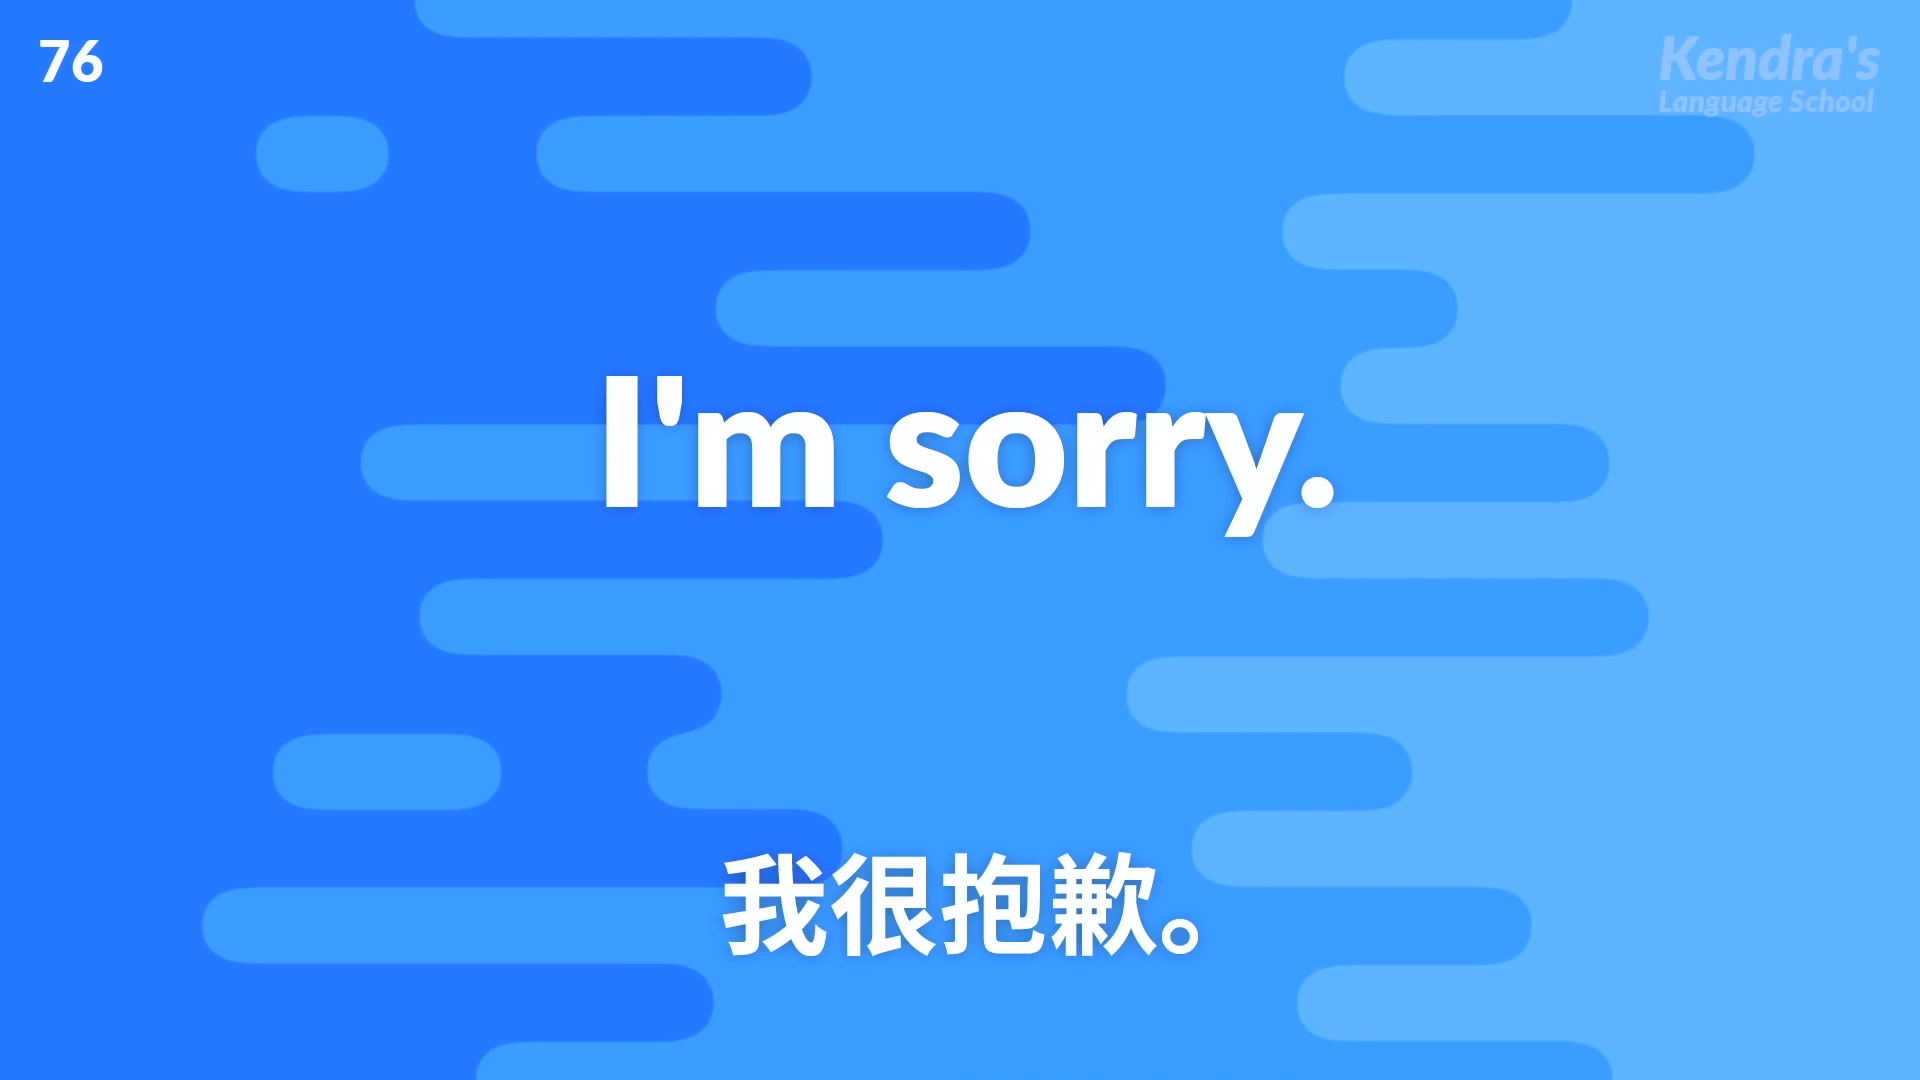 76
Kendra's
Language School
I'm sorry.
我很抱歉。